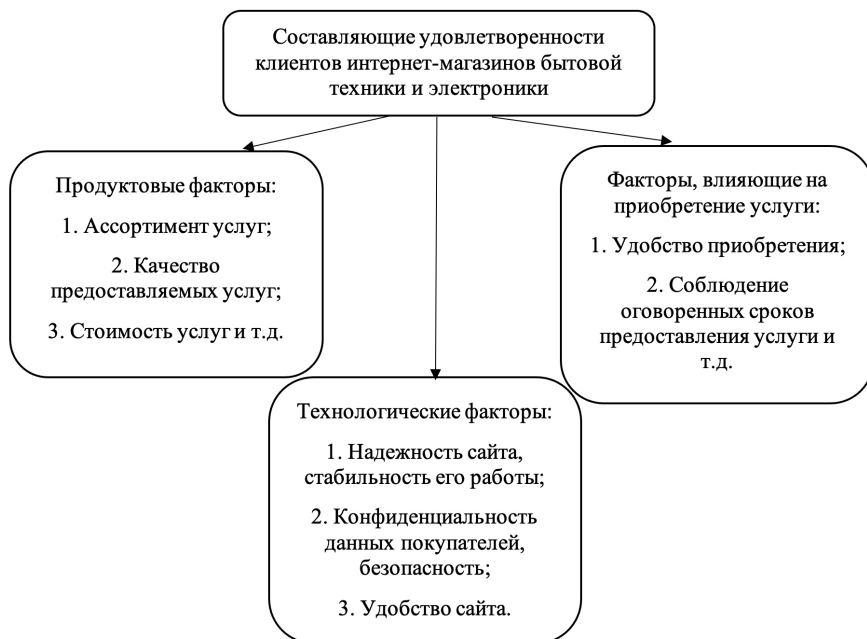 Составляющие удовлетворенности
клиентов интернет-магазинов бытовой
техники и электроники
Продуктовые факторы:
1. Ассортимент услуг;
2. Качество
предоставляемых услуг;
3. Стоимость услуг и т.д.
Факторы, влияющие на
приобретение услуги:
1. Удобство приобретения;
2. Соблюдение
оговоренных сроков
предоставления услуги и
т.д.
Технологические факторы:
1. Надежность сайта,
стабильность его работы;
2. Конфиденциальность
данных покупателей,
безопасность;
3. Удобство сайта.